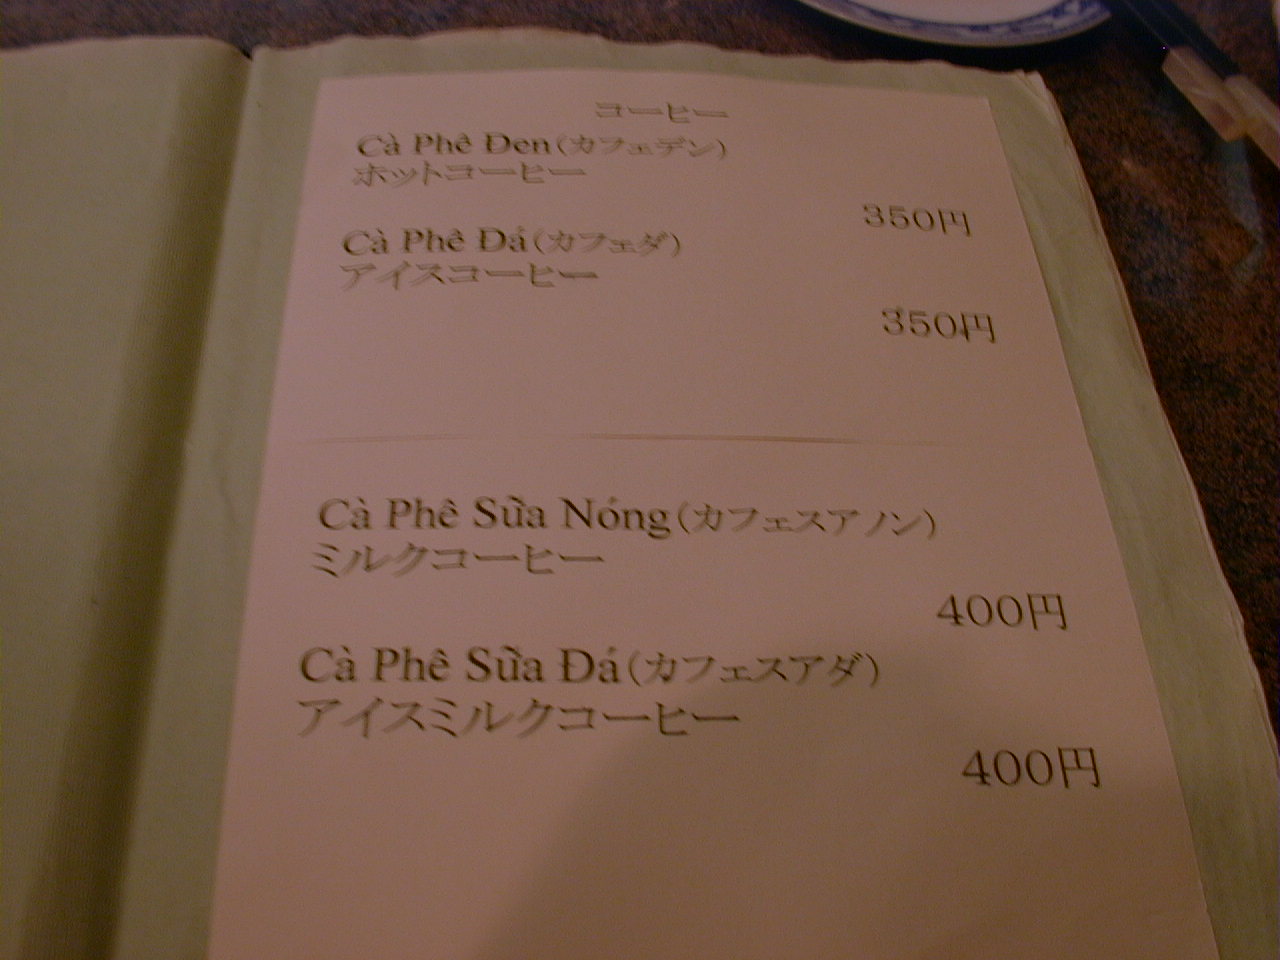 コーヒー
Cà Phê Đen(カフェデン)
ホットコーヒー
350円
Cà Phê Đá(カフェダ)
アイスコーヒー
350円
Cà Phê Sữa Nóng(カフェスアノン)
ミルクコーヒー
400円
Cà Phê Sữa Đá(カフェスアダ)
アイスミルクコーヒー
400円